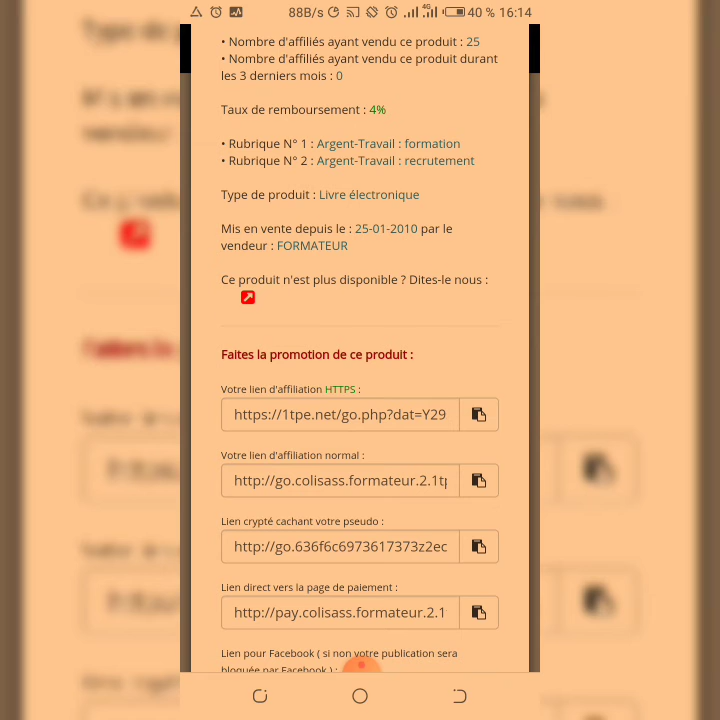 88B/s 4G 40 % 16:14
• Nombre d'affiliés ayant vendu ce produit : 25
• Nombre d'affiliés ayant vendu ce produit durant
les 3 derniers mois : 0
Taux de remboursement : 4%
• Rubrique N° 1 : Argent-Travail : formation
• Rubrique N° 2 : Argent-Travail : recrutement
Type de produit : Livre électronique
Mis en vente depuis le : 25-01-2010 par le
vendeur : FORMATEUR
Ce produit n'est plus disponible ? Dites-le nous :
Faites la promotion de ce produit :
Votre lien d'affiliation HTTPS :
https://1tpe.net/go.php?dat=Y29
Votre lien d'affiliation normal :
http://go.colisass.formateur.2.1tp
Lien crypté cachant votre pseudo :
http://go.636f6c6973617373z2ec
Lien direct vers la page de paiement :
http://pay.colisass.formateur.2.1
Lien pour Facebook ( si non votre publication sera
bloquée par Facebook ) :